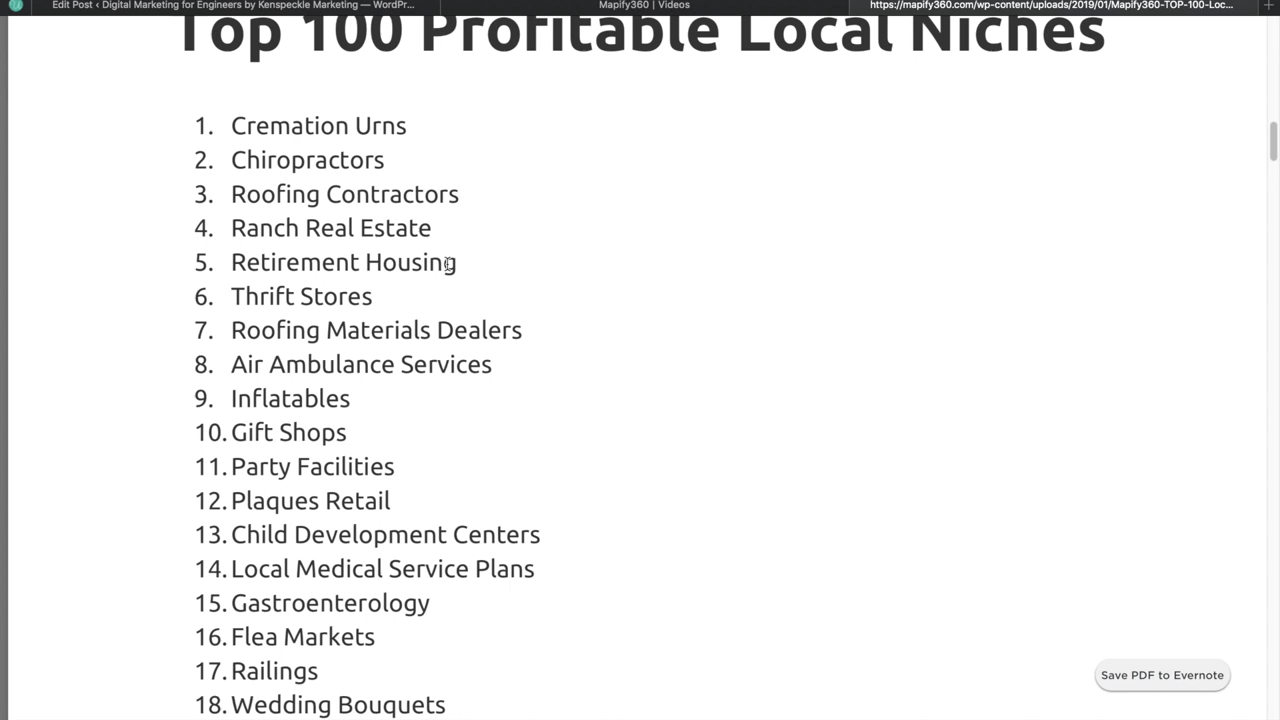 Edit Post ‹ Digital Marketing for Engineers by Kenspeckle Marketing — WordPr...
Mapify360 | Videos
https://mapify360.com/wp-content/uploads/2019/01/Mapify360-TOP-100-Loc...
Top 100 Profitable Local Niches
1. Cremation Urns
2. Chiropractors
3. Roofing Contractors
4. Ranch Real Estate
5. Retirement Housing
6. Thrift Stores
7. Roofing Materials Dealers
8. Air Ambulance Services
9. Inflatables
10. Gift Shops
11. Party Facilities
12. Plaques Retail
13. Child Development Centers
14. Local Medical Service Plans
15. Gastroenterology
16. Flea Markets
17. Railings
18. Wedding Bouquets
Save PDF to Evernote